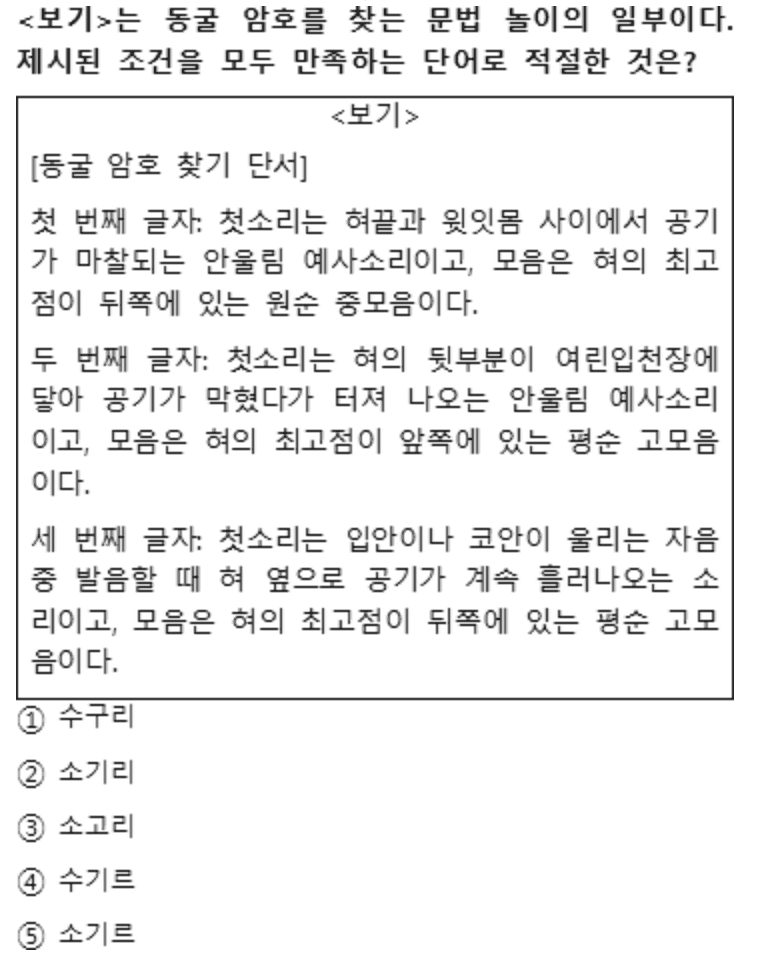 <보기>는 동굴 암호를 찾는 문법 놀이의 일부이다.
제시된 조건을 모두 만족하는 단어로 적절한 것은?
<보기>
[동굴 암호 찾기 단서]
첫 번째 글자: 첫소리는 혀끝과 윗잇몸 사이에서 공기
가 마찰되는 안울림 예사소리이고, 모음은 혀의 최고
점이 뒤쪽에 있는 원순 중모음이다.
두 번째 글자: 첫소리는 혀의 뒷부분이 여린입천장에
닿아 공기가 막혔다가 터져 나오는 안울림 예사소리
이고, 모음은 혀의 최고점이 앞쪽에 있는 평순 고모음
이다.
세 번째 글자: 첫소리는 입안이나 코안이 울리는 자음
중 발음할 때 혀 옆으로 공기가 계속 흘러나오는 소
리이고, 모음은 혀의 최고점이 뒤쪽에 있는 평순 고모
음이다.
① 수구리
② 소기리
③ 소고리
④ 수기르
⑤ 소기르